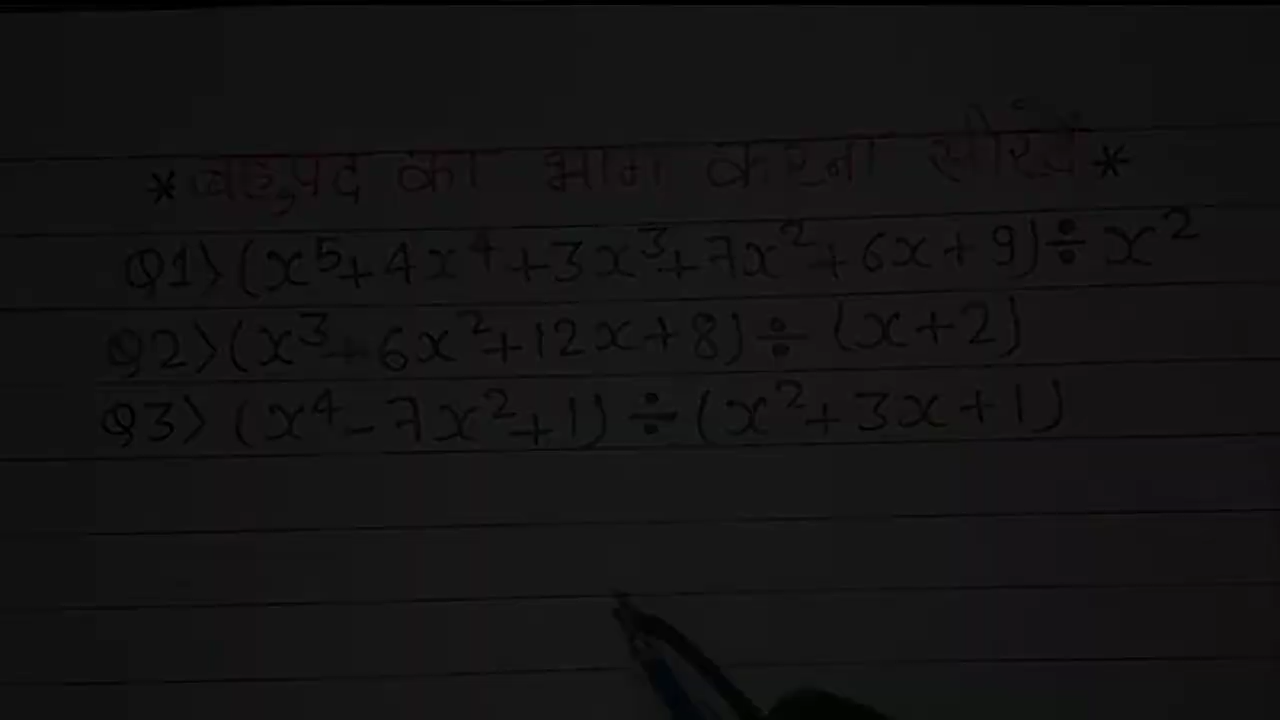 * बहुपद का भाग करना सीखें *
Q1) (x⁵+4x⁴+3x³+7x²+6x+9)÷x²
Q2) (x³+6x²+12x+8)÷(x+2)
Q3) (x⁴-7x²+1)÷(x²+3x+1)